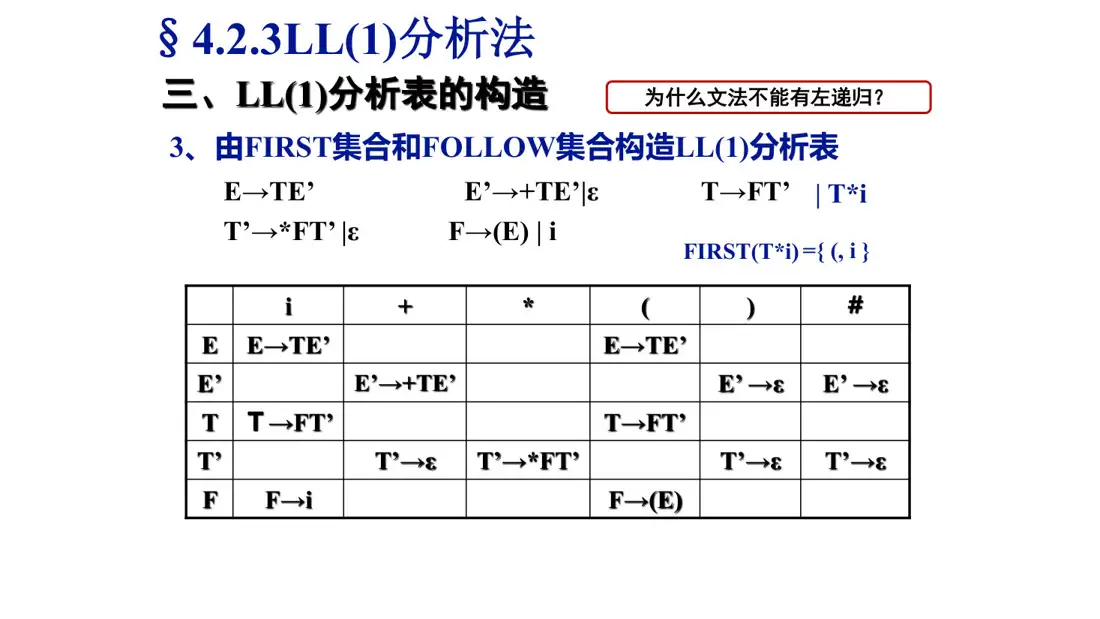 §4.2.3LL(1)分析法
三、LL(1)分析表的构造
为什么文法不能有左递归？
3、由FIRST集合和FOLLOW集合构造LL(1)分析表
E→TE’ E’→+TE’|ε T→FT’ | T*i
T’→*FT’ |ε F→(E) | i
FIRST(T*i) ={ (, i }
i + * ( ) #
E E→TE’ E→TE’
E’ E’→+TE’ E’ →ε E’ →ε
T T→FT’ T→FT’
T’ T’→ε T’→*FT’ T’→ε T’→ε
F F→i F→(E)